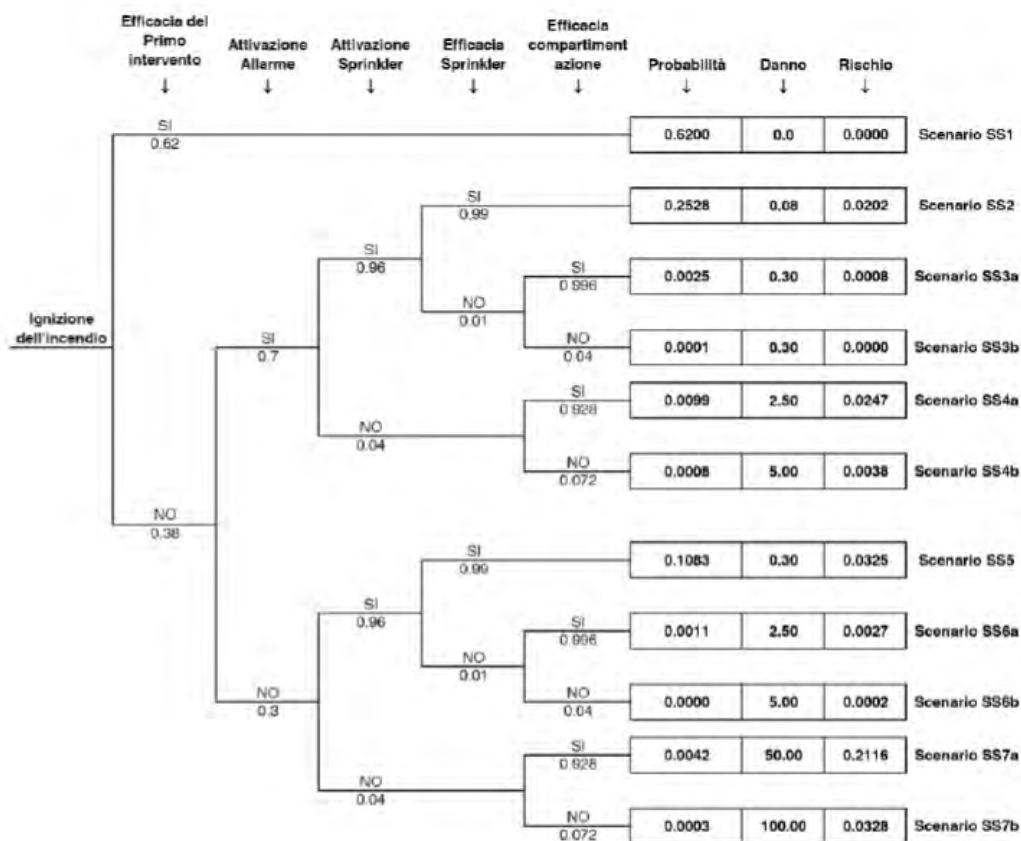 Efficacia del
Primo
intervento
Attivazione
Allarme
Attivazione
Sprinkler
Efficacia
Sprinkler
Efficacia
compartiment
azione
Probabilità
Danno
Rischio
↓ ↓ ↓ ↓ ↓ ↓ ↓ ↓
SI
0.62
0.6200 0.0 0.0000 Scenario SS1
SI
0.99
0.2528 0.08 0.0202 Scenario SS2
SI
0.96
SI
0.996
0.0025 0.30 0.0008 Scenario SS3a
NO
0.01
Ignizione
dell'incendio
SI
0.7
NO
0.04
0.0001 0.30 0.0000 Scenario SS3b
SI
0.928
0.0099 2.50 0.0247 Scenario SS4a
NO
0.04
NO
0.072
0.0008 5.00 0.0038 Scenario SS4b
NO
0.38
SI
0.99
0.1083 0.30 0.0325 Scenario SS5
SI
0.96
SI
0.996
0.0011 2.50 0.0027 Scenario SS6a
NO
0.01
NO
0.3
NO
0.04
0.0000 5.00 0.0002 Scenario SS6b
SI
0.928
0.0042 50.00 0.2116 Scenario SS7a
NO
0.04
NO
0.072
0.0003 100.00 0.0328 Scenario SS7b